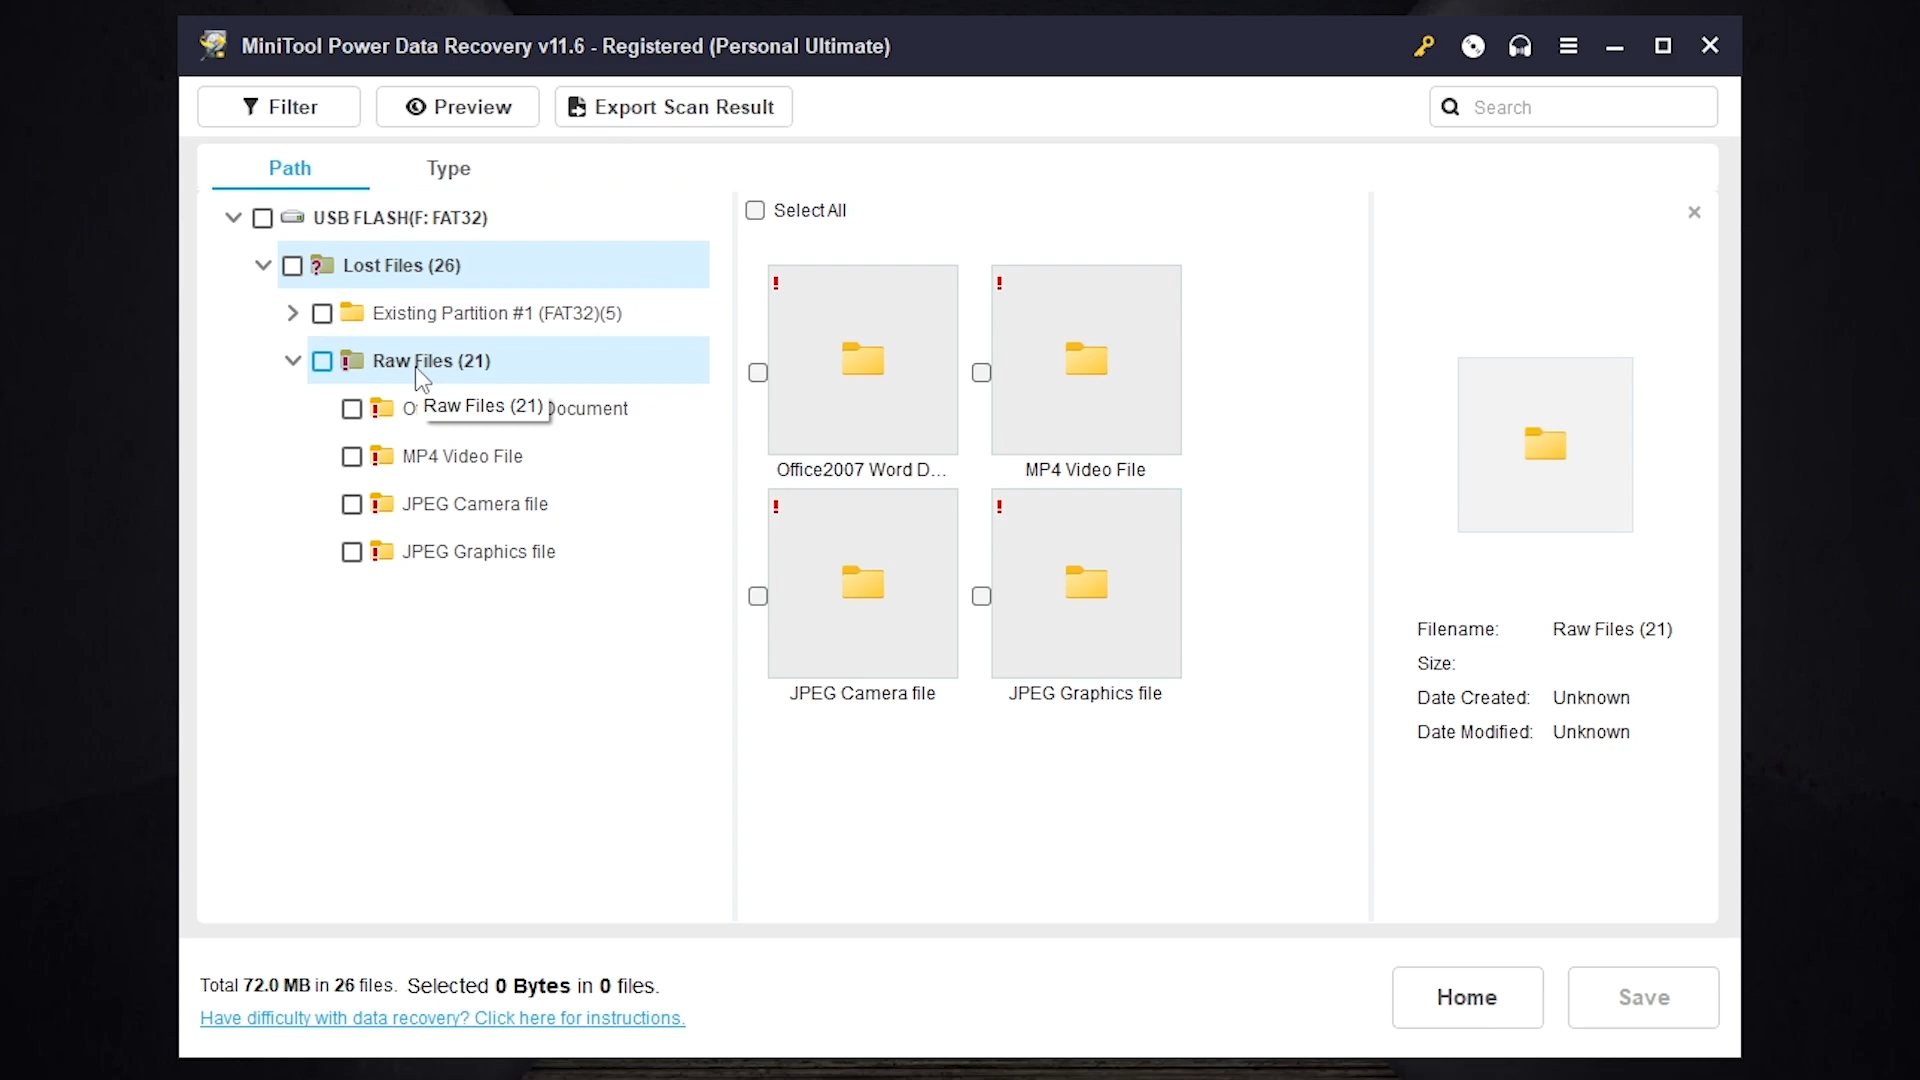 MiniTool Power Data Recovery v11.6 - Registered (Personal Ultimate)
Filter
Preview
Export Scan Result
Search
Path
Type
USB FLASH(F: FAT32)
Lost Files (26)
Existing Partition #1 (FAT32)(5)
Raw Files (21)
Raw Files (21)
Document
MP4 Video File
JPEG Camera file
JPEG Graphics file
Select All
Office2007 Word D...
MP4 Video File
JPEG Camera file
JPEG Graphics file
Filename: Raw Files (21)
Size:
Date Created: Unknown
Date Modified: Unknown
Total 72.0 MB in 26 files. Selected 0 Bytes in 0 files.
Have difficulty with data recovery? Click here for instructions.
Home
Save